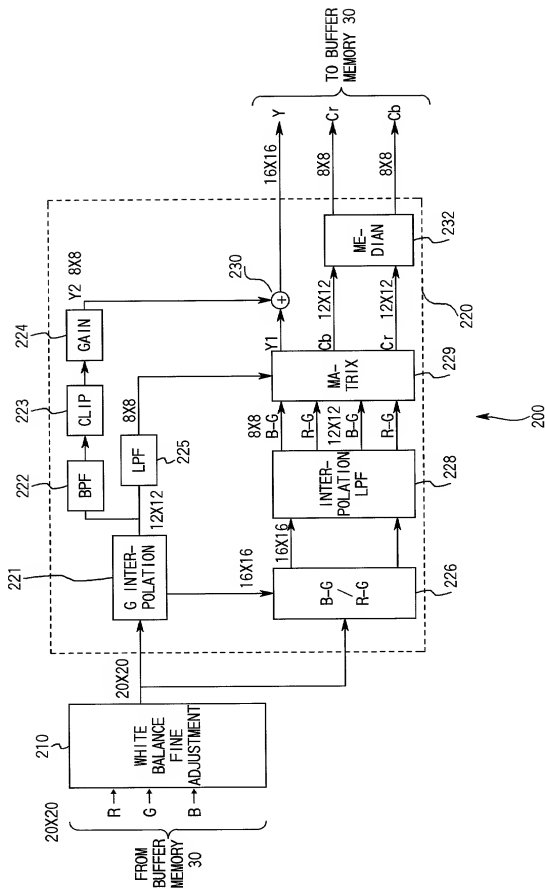 20X20
FROM
BUFFER
MEMORY
30
R
G
B
210
WHITE
BALANCE
FINE
ADJUSTMENT
20X20
221
G INTER-
POLATION
12X12
16X16
222
BPF
223
CLIP
224
GAIN
Y2 8X8
LPF
225
8X8
B-G
/
R-G
226
16X16
INTER-
POLATION
LPF
228
8X8
B-G
R-G
12X12
B-G
R-G
MA-
TRIX
229
Y1
230
+
Cb
12X12
12X12
Cr
ME-
DIAN
232
220
16X16
Y
8X8
Cr
8X8
Cb
TO BUFFER
MEMORY 30
200